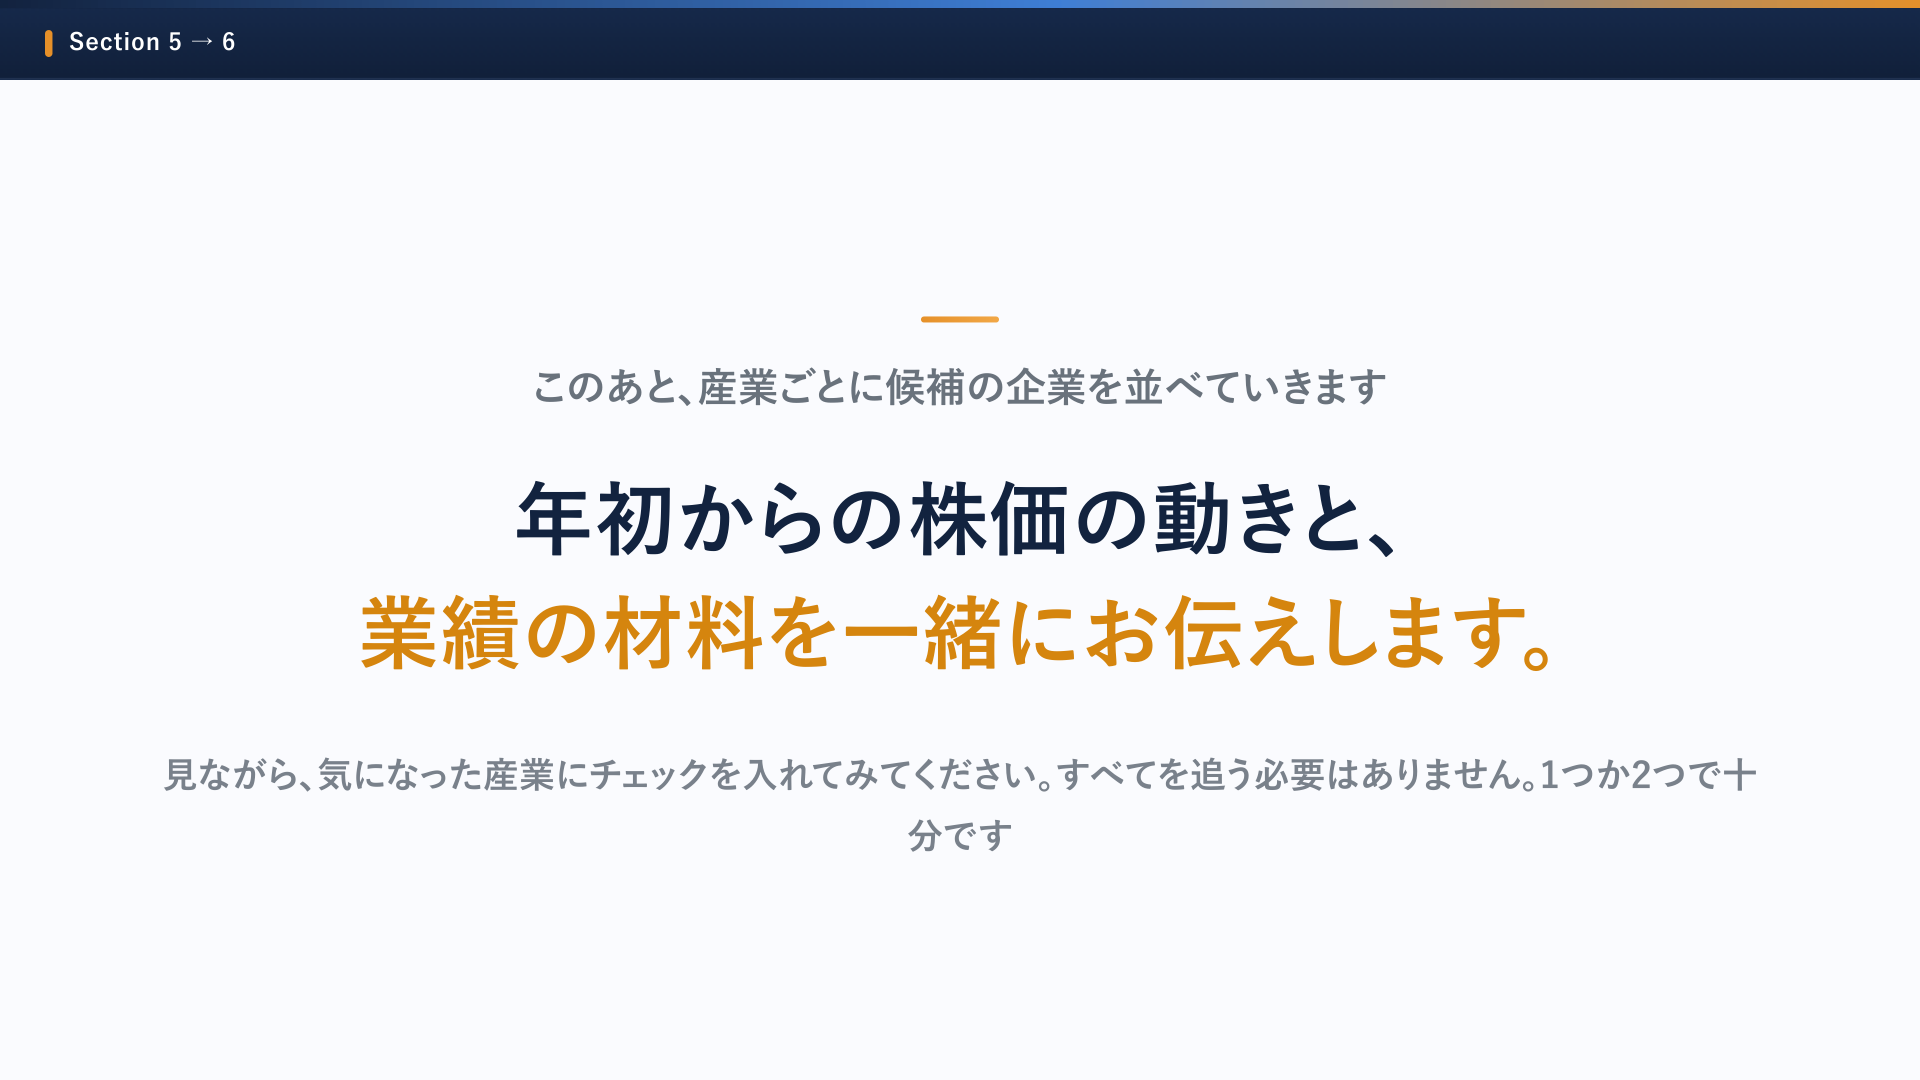 Section 5 → 6
このあと、産業ごとに候補の企業を並べていきます
年初からの株価の動きと、
業績の材料を一緒にお伝えします。
見ながら、気になった産業にチェックを入れてみてください。すべてを追う必要はありません。1つか2つで十
分です